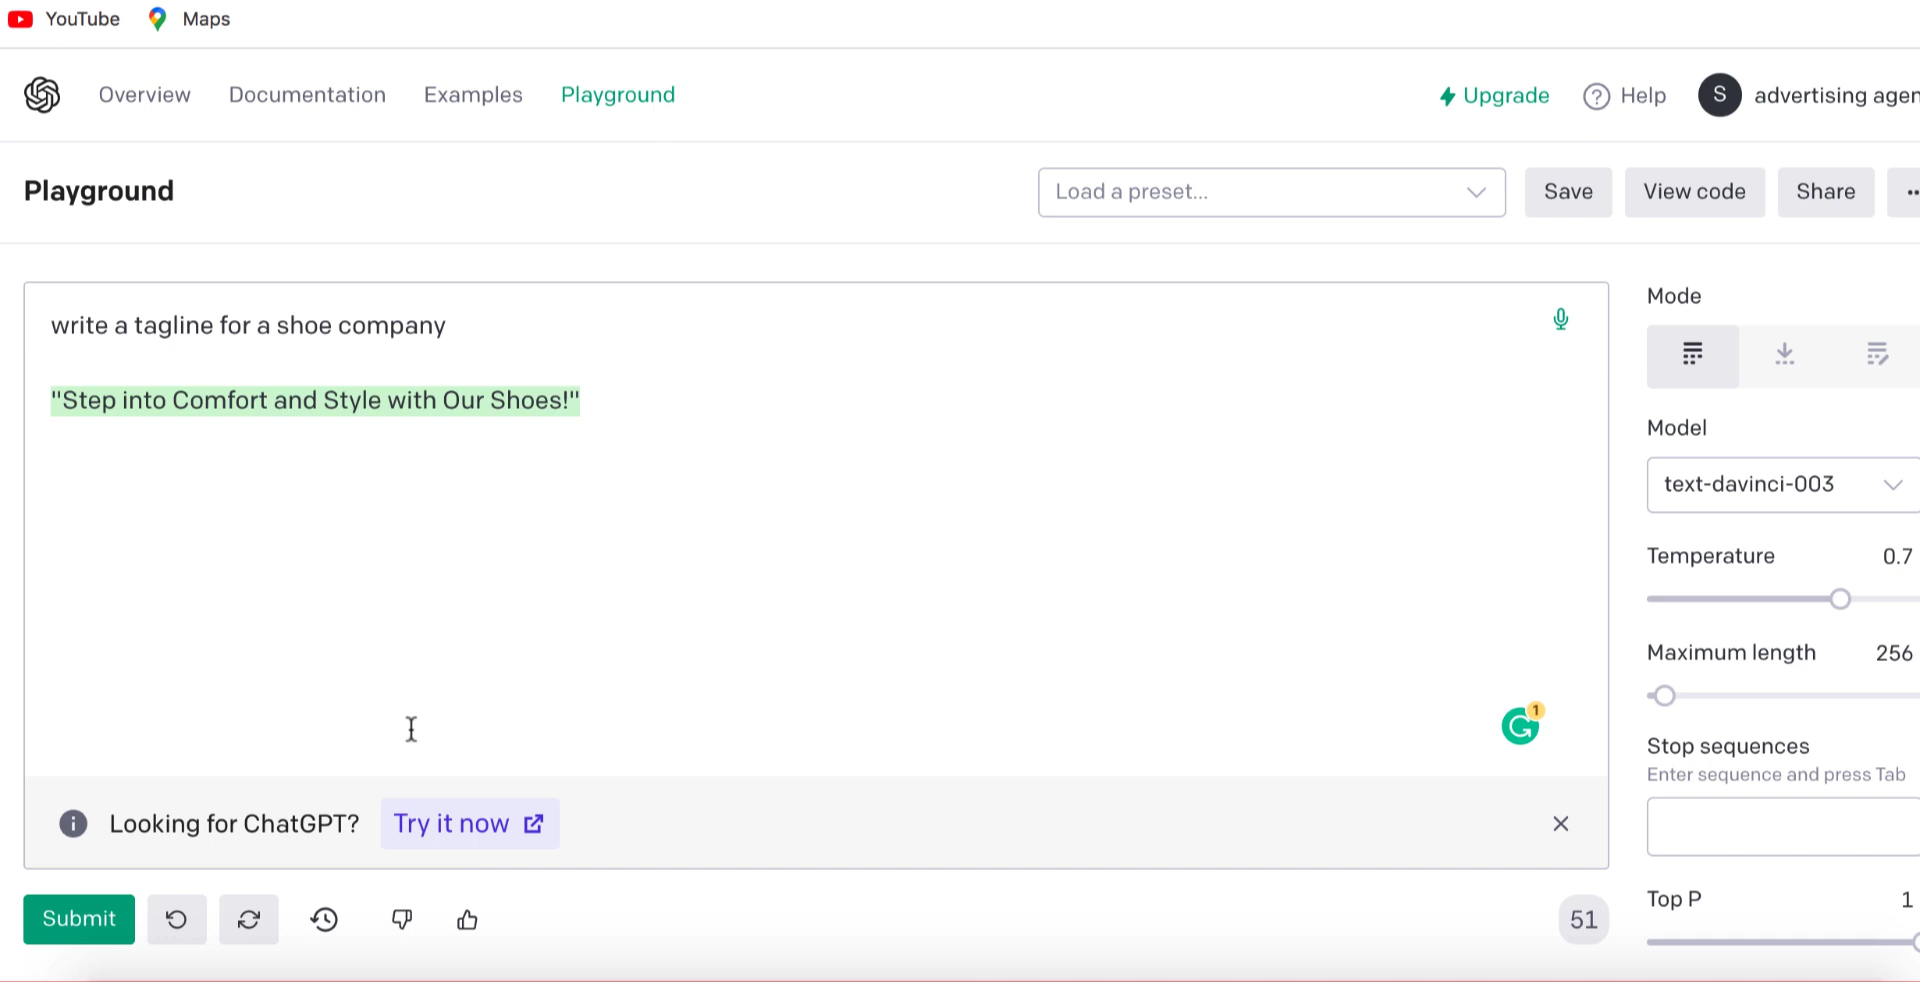 YouTube Maps
Overview Documentation Examples Playground Upgrade Help S advertising agen
Playground Load a preset... Save View code Share
write a tagline for a shoe company
"Step into Comfort and Style with Our Shoes!"
Looking for ChatGPT? Try it now
Submit 51
Mode
Model
text-davinci-003
Temperature 0.7
Maximum length 256
1
Stop sequences
Enter sequence and press Tab
Top P 1